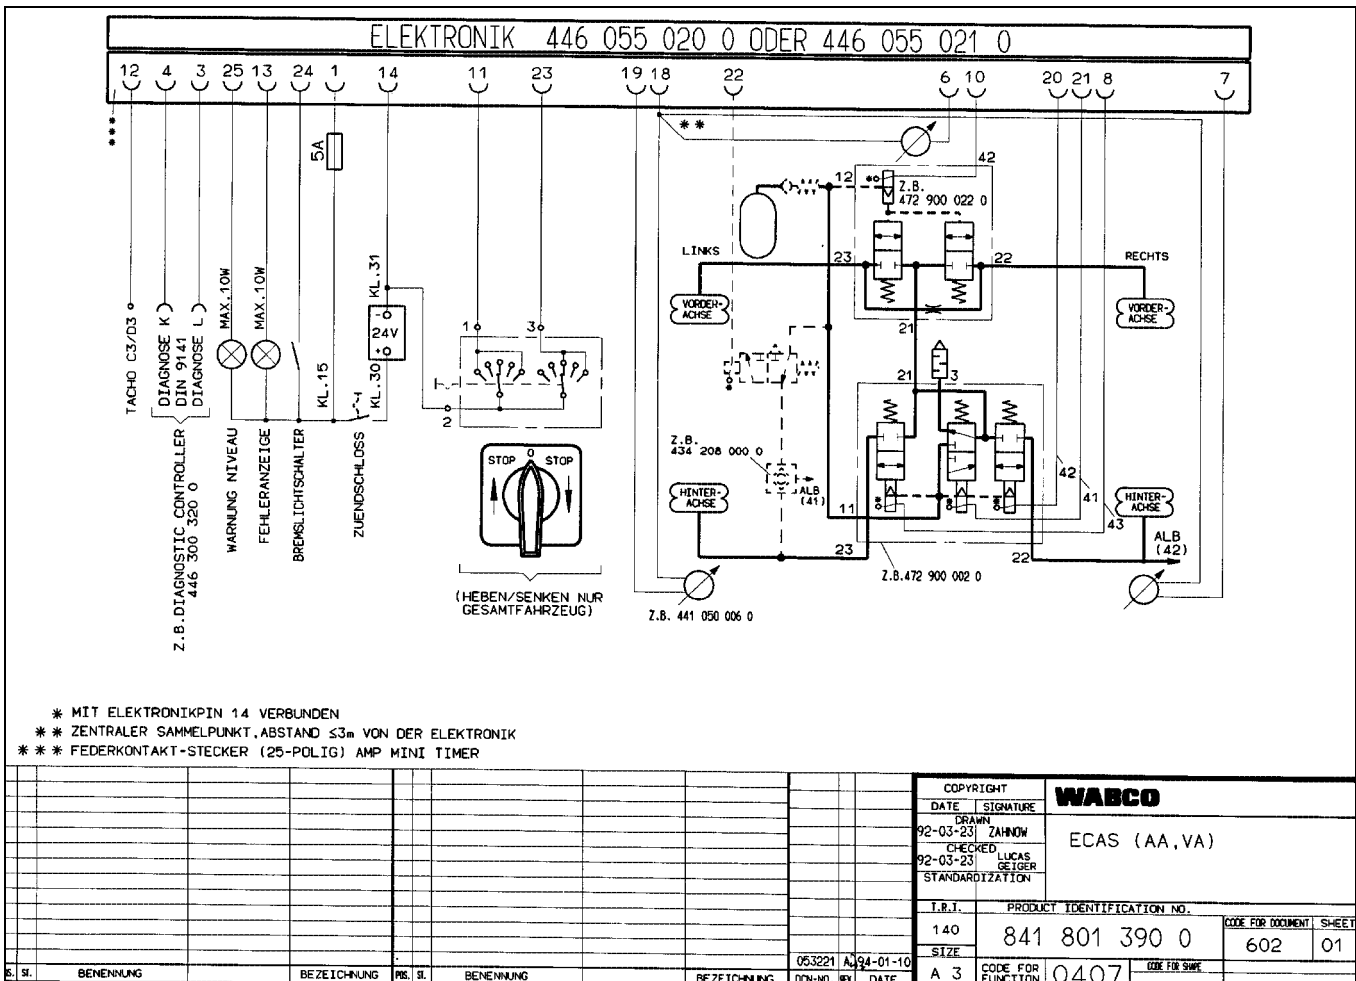 ELEKTRONIK 446 055 020 0 ODER 446 055 021 0
12 4 3 25 13 24 1 14 11 23 19 18 22 6 10 20 21 8 7
***
5A
**
42
12
*
Z.B.
472 900 022 0
LINKS
23
22
RECHTS
VORDER-
ACHSE
VORDER-
ACHSE
21
KL.31
MAX.10W
MAX.10W
-
24V
+
1
3
2
KL.30
KL.15
TACHO C3/D3
DIAGNOSE K
DIN 9141
DIAGNOSE L
Z.B.DIAGNOSTIC CONTROLLER
446 300 320 0
WARNUNG NIVEAU
FEHLERANZEIGE
BREMSLICHTSCHALTER
ZUENDSCHLOSS
*
21
3
Z.B.
434 208 000 0
STOP 0 STOP
ALB
(41)
HINTER-
ACHSE
11
*
*
*
42
41
43
HINTER-
ACHSE
23
22
ALB
(42)
Z.B.472 900 002 0
(HEBEN/SENKEN NUR
GESAMTFAHRZEUG)
Z.B. 441 050 006 0
* MIT ELEKTRONIKPIN 14 VERBUNDEN
** ZENTRALER SAMMELPUNKT,ABSTAND ≤3m VON DER ELEKTRONIK
*** FEDERKONTAKT-STECKER (25-POLIG) AMP MINI TIMER
COPYRIGHT
WABCO
DATE SIGNATURE
DRAWN
92-03-23 ZAHNOW
CHECKED
92-03-23 LUCAS
GEIGER
STANDARDIZATION
ECAS (AA,VA)
T.R.I.
140
PRODUCT IDENTIFICATION NO.
841 801 390 0
CODE FOR DOCUMENT
602
SHEET
01
SIZE
A 3
CODE FOR
FUNCTION
0407
CODE FOR SHAPE
053221 A 94-01-10
ST. BENENNUNG BEZEICHNUNG POS. ST. BENENNUNG BEZEICHNUNG DCN-NO REV DATE